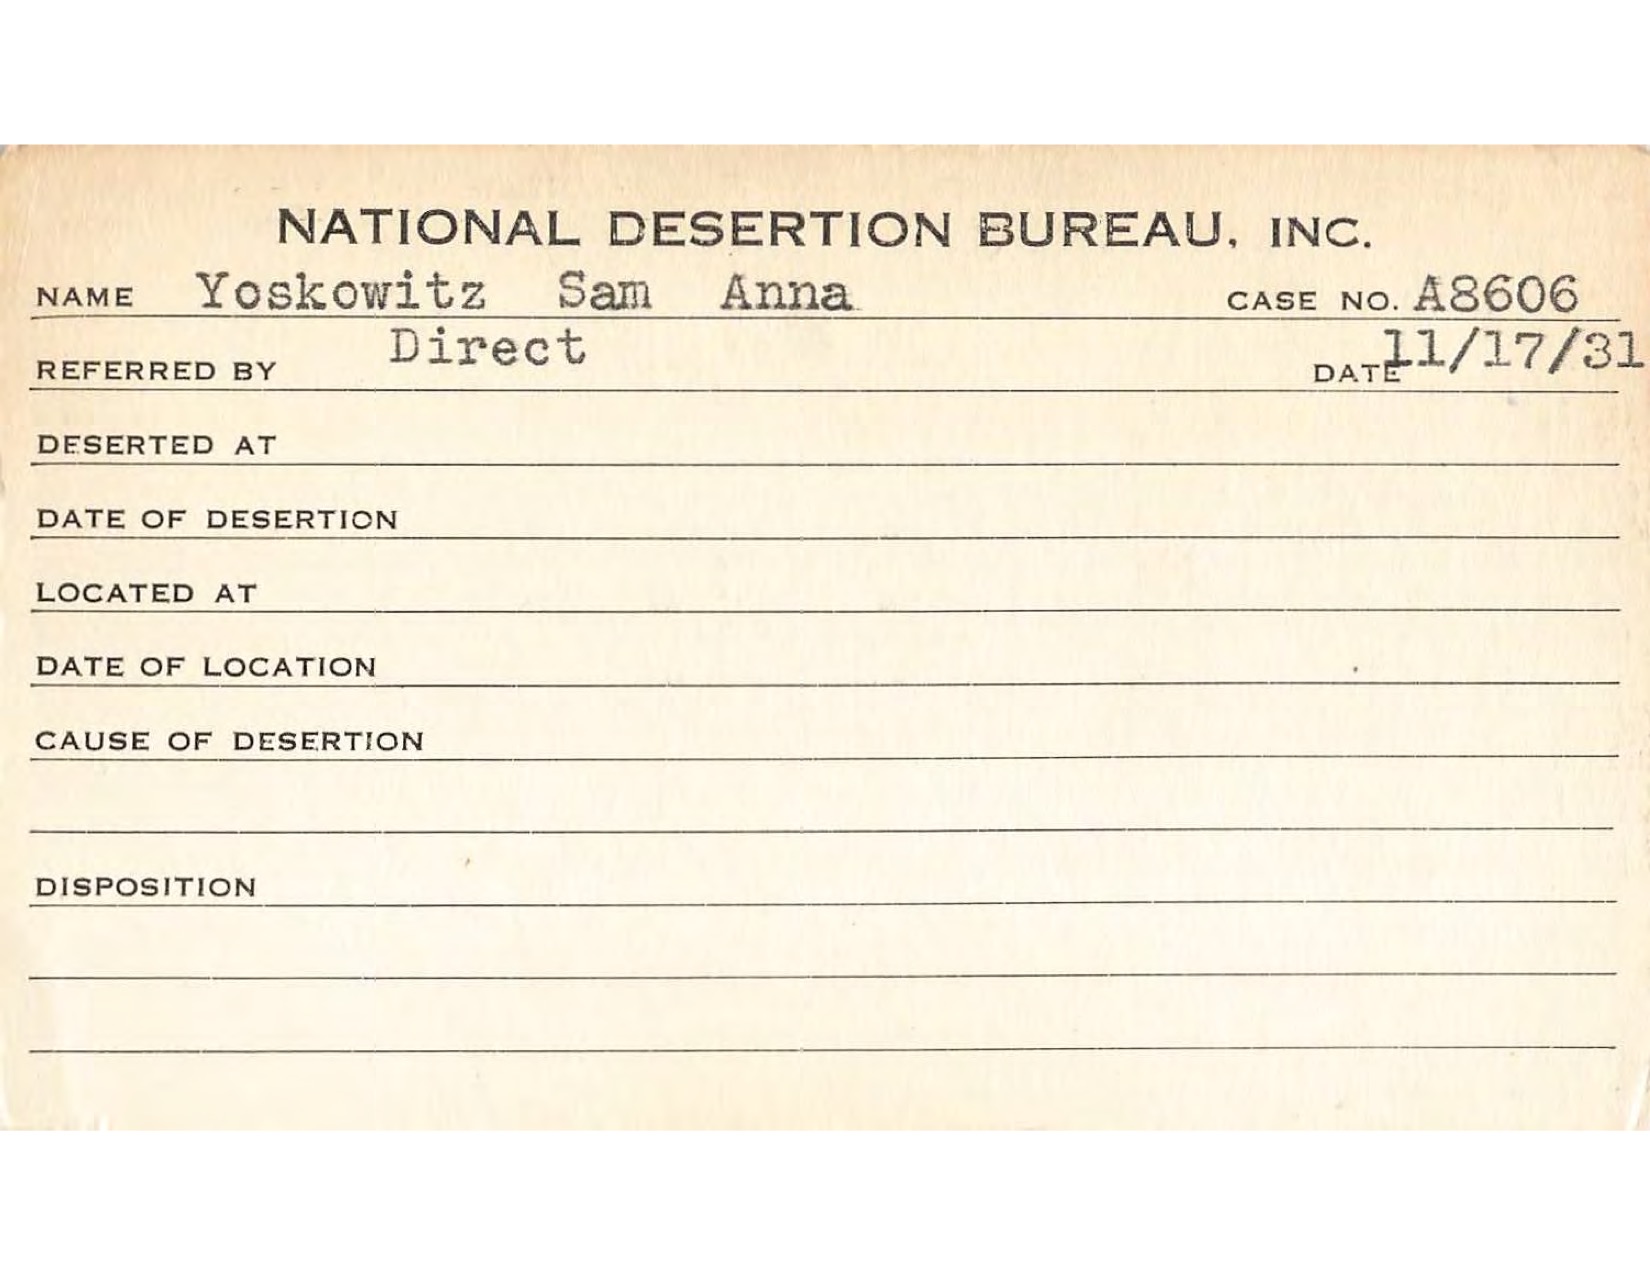 NATIONAL DESERTION BUREAU, INC.
NAME Yoskowitz Sam Anna CASE NO. A8606
REFERRED BY Direct DATE 11/17/31
DESERTED AT
DATE OF DESERTION
LOCATED AT
DATE OF LOCATION
CAUSE OF DESERTION
DISPOSITION